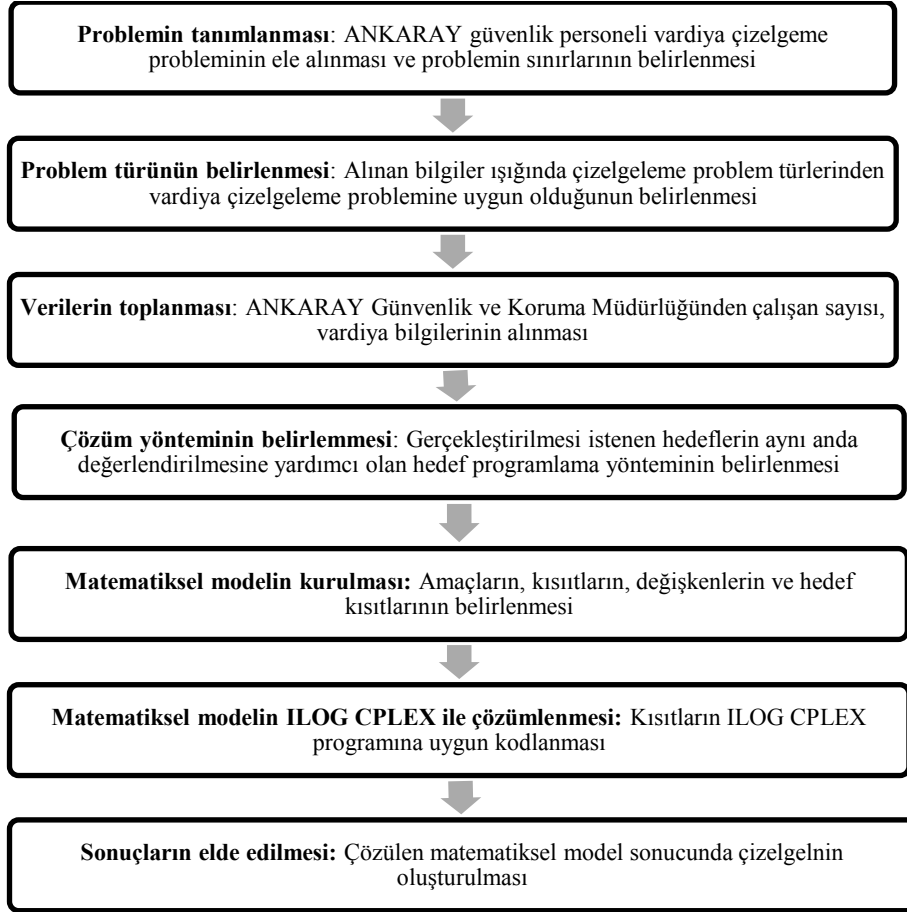 Problemin tanımlanması: ANKARAY güvenlik personeli vardiya çizelgeme
probleminin ele alınması ve problemin sınırlarının belirlenmesi
Problem türünün belirlenmesi: Alınan bilgiler ışığında çizelgeleme problem türlerinden
vardiya çizelgeleme problemine uygun olduğunun belirlenmesi
Verilerin toplanması: ANKARAY Günvenlik ve Koruma Müdürlüğünden çalışan sayısı,
vardiya bilgilerinin alınması
Çözüm yönteminin belirlemmesi: Gerçekleştirilmesi istenen hedeflerin aynı anda
değerlendirilmesine yardımcı olan hedef programlama yönteminin belirlenmesi
Matematiksel modelin kurulması: Amaçların, kısııtların, değişkenlerin ve hedef
kısıtlarının belirlenmesi
Matematiksel modelin ILOG CPLEX ile çözümlenmesi: Kısıtların ILOG CPLEX
programına uygun kodlanması
Sonuçların elde edilmesi: Çözülen matematiksel model sonucunda çizelgelnin
oluşturulması